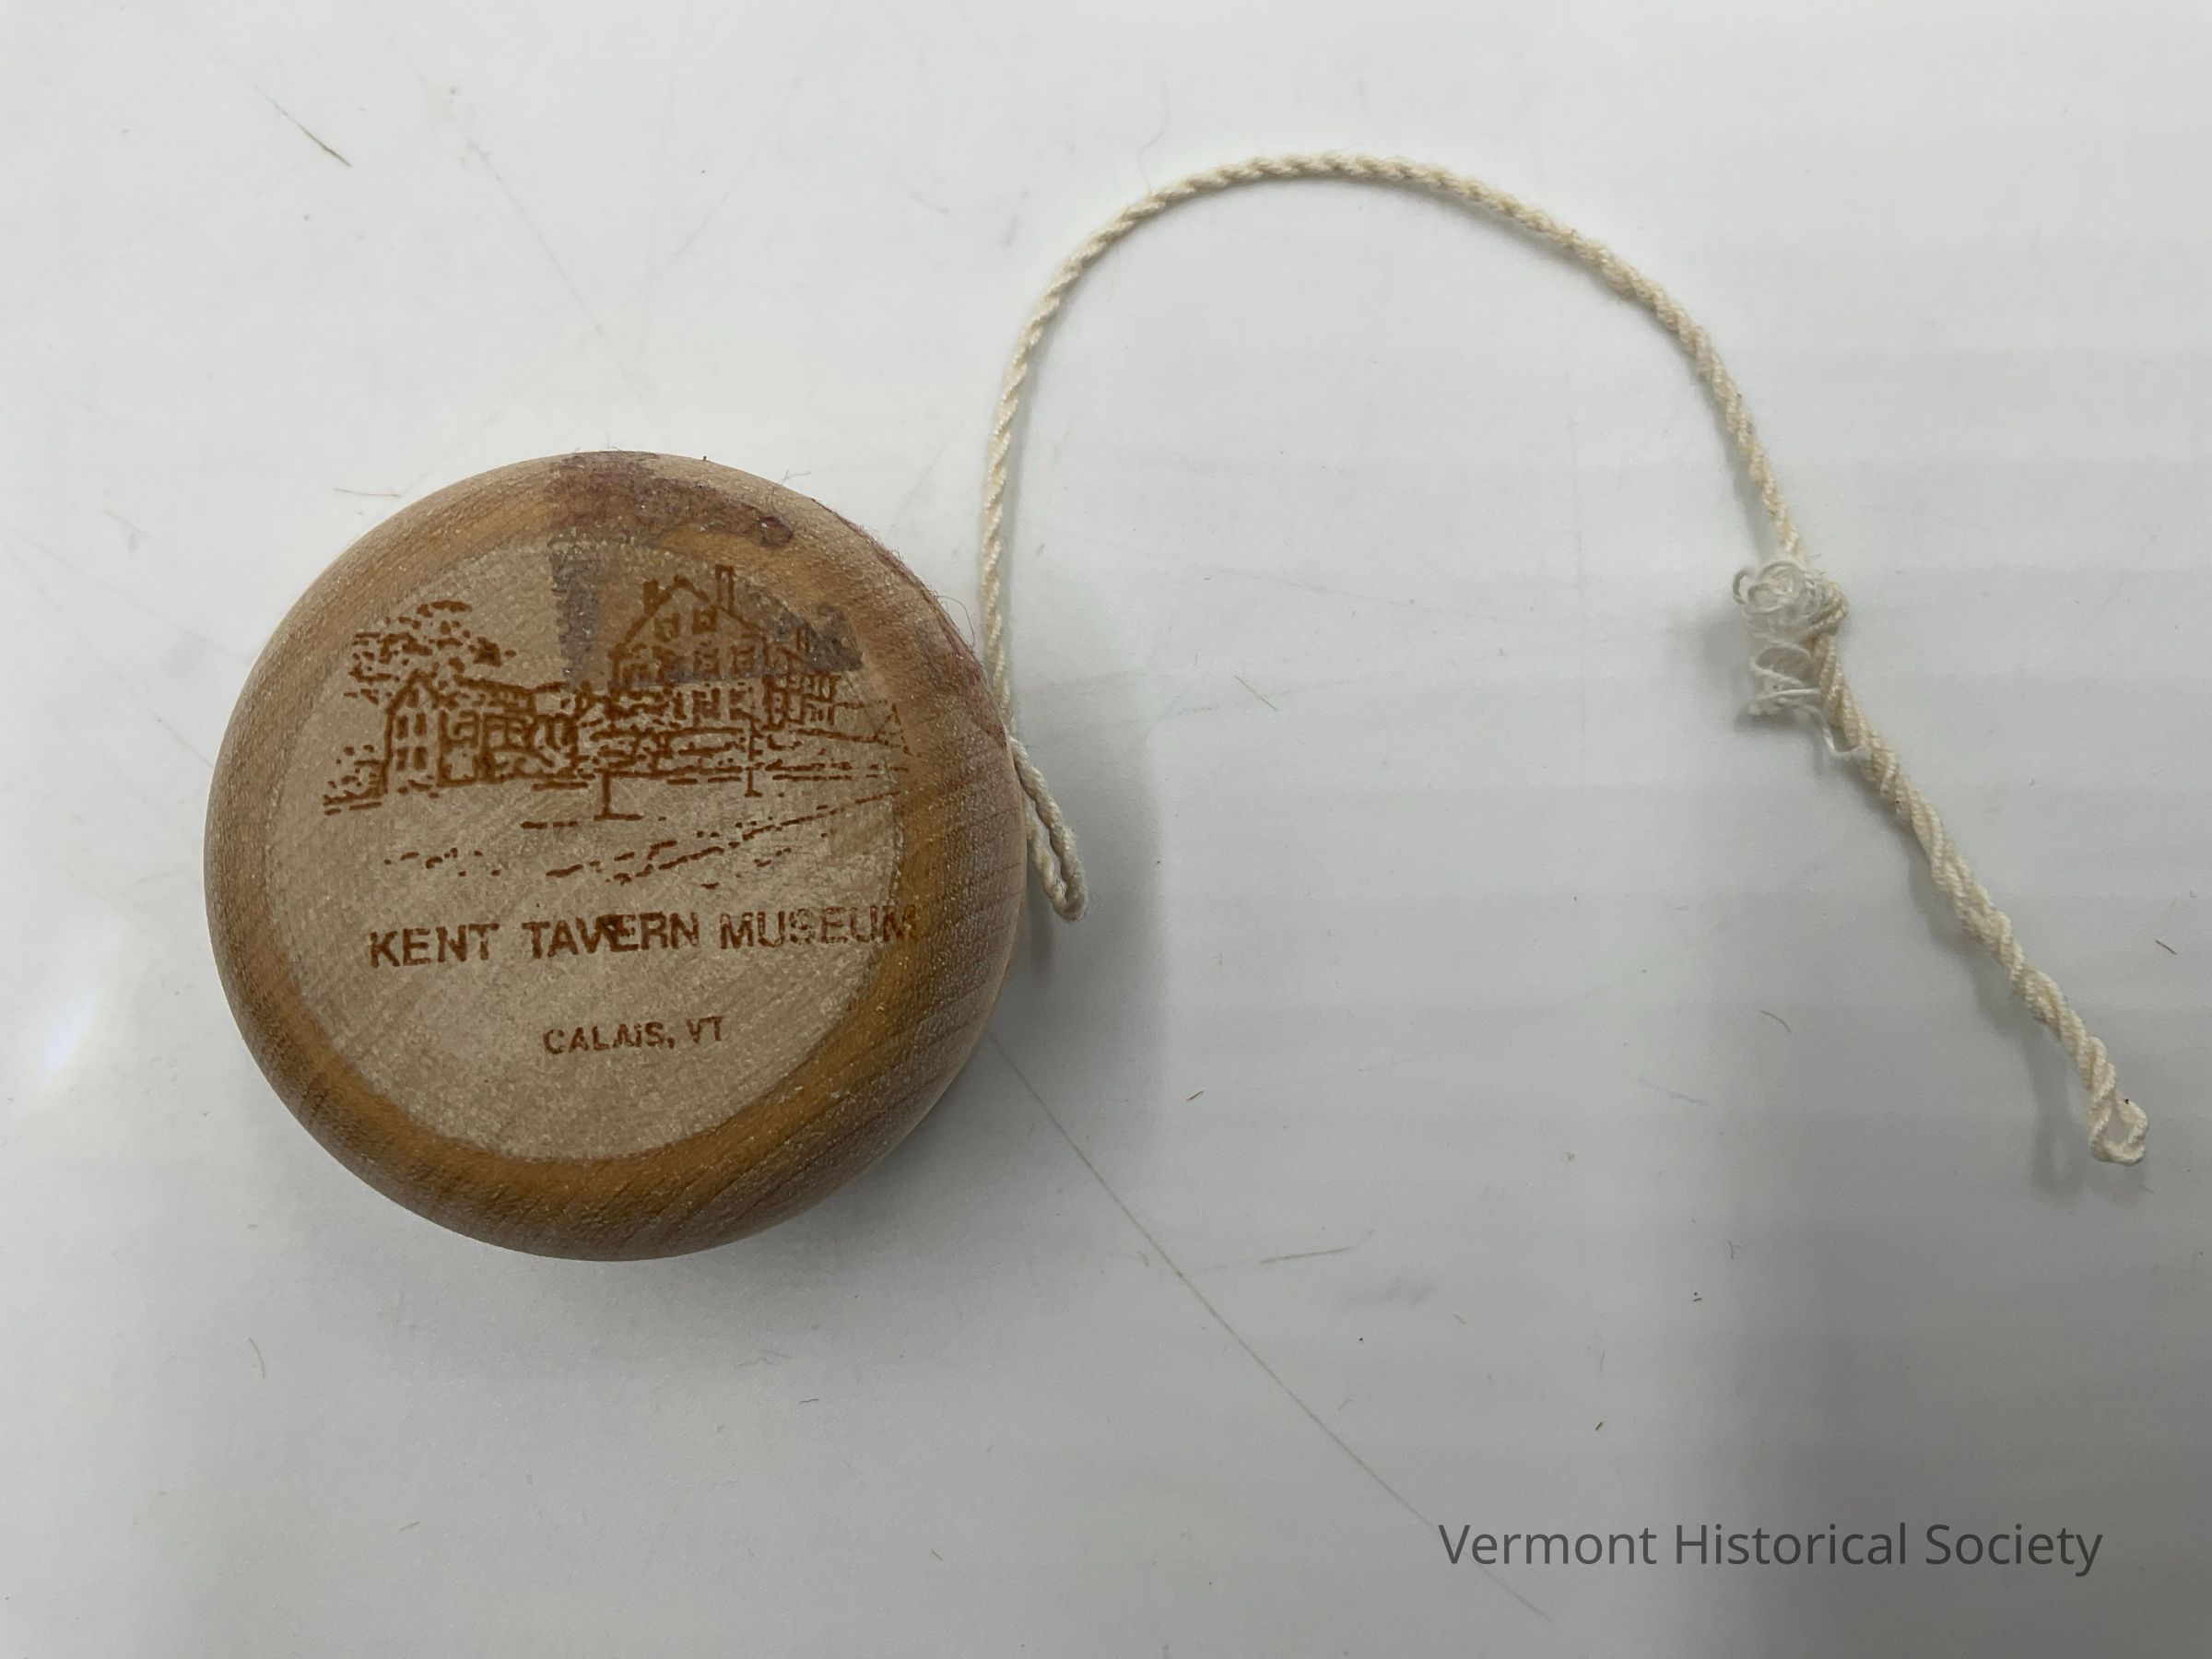 KENT TAVERN MUSEUM
CALAIS, VT
Vermont Historical Society